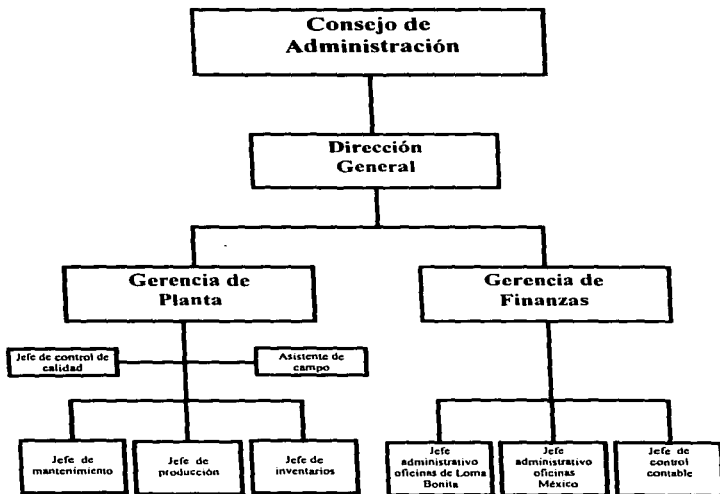 Consejo de
Administración
Dirección
General
Gerencia de
Planta
Gerencia de
Finanzas
Jefe de control de
calidad
Asistente de
campo
Jefe de
mantenimiento
Jefe de
producción
Jefe de
inventarios
Jefe
administrativo
oficinas de Loma
Bonita
Jefe
administrativo
oficinas
México
Jefe de
control
contable